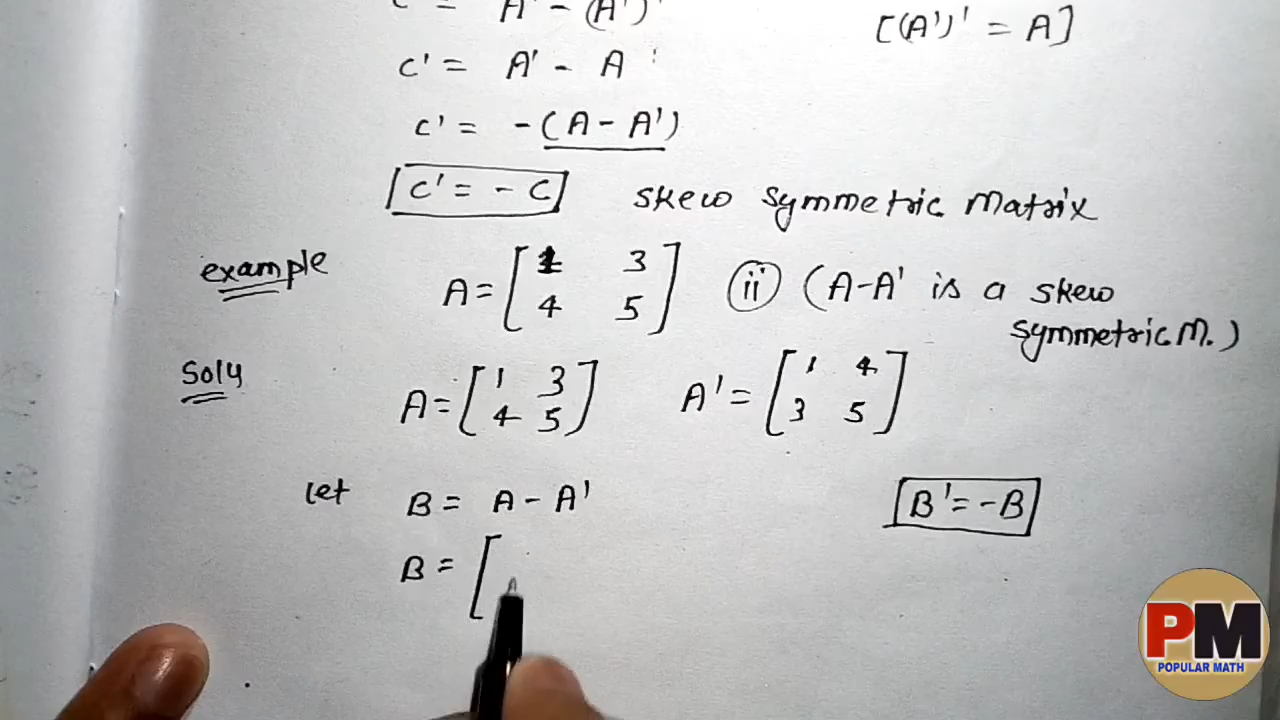 C = A' - (A')'
[(A')' = A]
C' = A' - A
C' = -(A - A')
C' = - C skew symmetric Matrix
example A = [ 1 3 ii (A-A' is a skew
4 5 ] symmetric M.)
Soly A = [ 1 3 A' = [ 1 4
4 5 ] 3 5 ]
let B = A - A' B' = -B
B = [
PM
POPULAR MATH